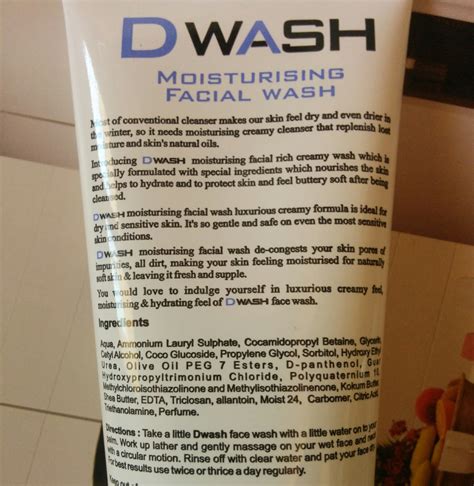 D WASH
MOISTURISING
FACIAL WASH
Most of conventional cleanser makes our skin feel dry and even drier in
the winter, so it needs moisturising creamy cleanser that replenish lost
moisture and skin's natural oils.
Introducing DWASH moisturising facial rich creamy wash which is
specially formulated with special ingredients which nourishes the skin
and helps to hydrate and to protect skin and feel buttery soft after being
cleansed.
DWASH moisturising facial wash luxurious creamy formula is ideal for
dry and sensitive skin. It's so gentle and safe on even the most sensitive
skin conditions.
DWASH moisturising facial wash de-congests your skin pores of
impurities, all dirt, making your skin feeling moisturised for naturally
soft skin & leaving it fresh and supple.
You would love to indulge yourself in luxurious creamy feel,
moisturising & hydrating feel of DWASH face wash.
Ingredients
Aqua, Ammonium Lauryl Sulphate, Cocamidopropyl Betaine, Glycerin,
Cetyl Alcohol, Coco Glucoside, Propylene Glycol, Sorbitol, Hydroxy Ethyl
Urea, Olive Oil PEG 7 Esters, D-panthenol, Guar
Hydroxypropyltrimonium Chloride, Polyquaternium
Methylchloroisothiazolinone and Methylisothiazolinenone, Kokum Butter,
Shea Butter, EDTA, Triclosan, allantoin, Moist 24, Carbomer, Citric Acid,
Triethanolamine, Perfume.
Directions : Take a little Dwash face wash with a little water on to your
palm. Work up lather and gently massage on your wet face and neck
with a circular motion. Rinse off with clear water and pat your face dry
For best results use twice or thrice a day regularly.
Keep out of